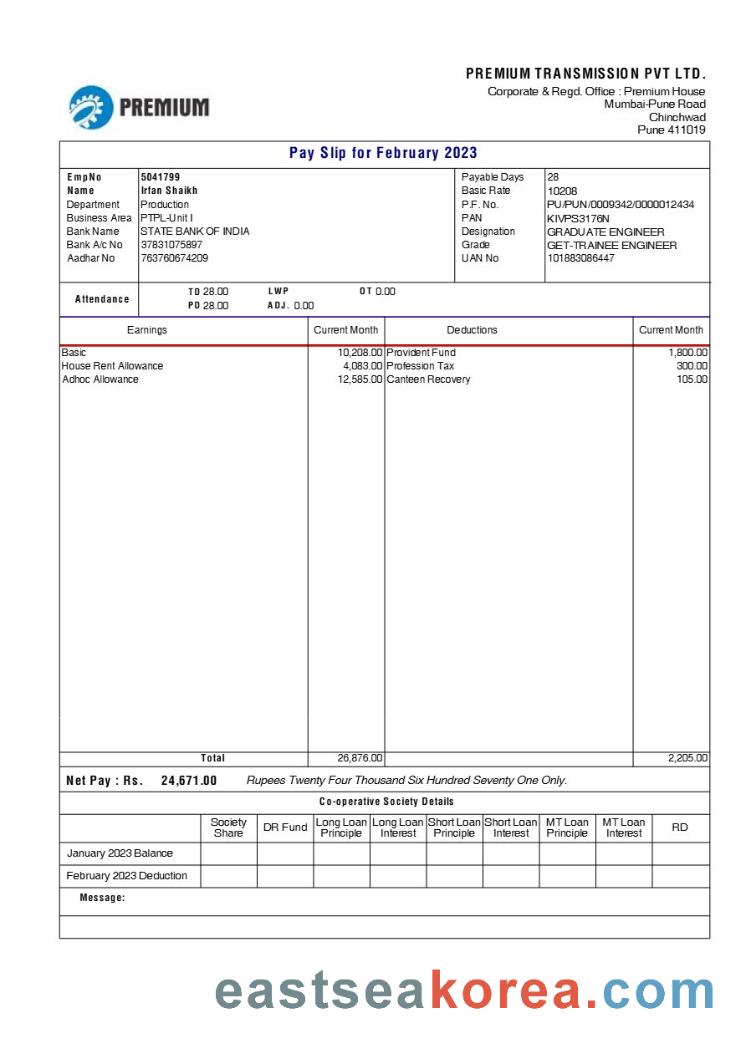 PREMIUM TRANSMISSION PVT LTD.
Corporate & Regd. Office : Premium House
Mumbai-Pune Road
Chinchwad
Pune 411019
PREMIUM
Pay Slip for February 2023
EmpNo 5041799 Payable Days 28
Name Irfan Shaikh Basic Rate 10208
Department Production P.F. No. PU/PUN/0009342/0000012434
Business Area PTPL-Unit I PAN KIVPS3176N
Bank Name STATE BANK OF INDIA Designation GRADUATE ENGINEER
Bank A/c No 37831075897 Grade GET-TRAINEE ENGINEER
Aadhar No 763760674209 UAN No 101883086447
Attendance TD 28.00 LWP OT 0.00
PD 28.00 ADJ. 0.00
Earnings Current Month Deductions Current Month
Basic 10,208.00 Provident Fund 1,800.00
House Rent Allowance 4,083.00 Profession Tax 300.00
Adhoc Allowance 12,585.00 Canteen Recovery 105.00
Total 26,876.00 2,205.00
Net Pay : Rs. 24,671.00 Rupees Twenty Four Thousand Six Hundred Seventy One Only.
Co-operative Society Details
Society Share DR Fund Long Loan Principle Long Loan Interest Short Loan Principle Short Loan Interest MT Loan Principle MT Loan Interest RD
January 2023 Balance
February 2023 Deduction
Message:
eastseakorea.com